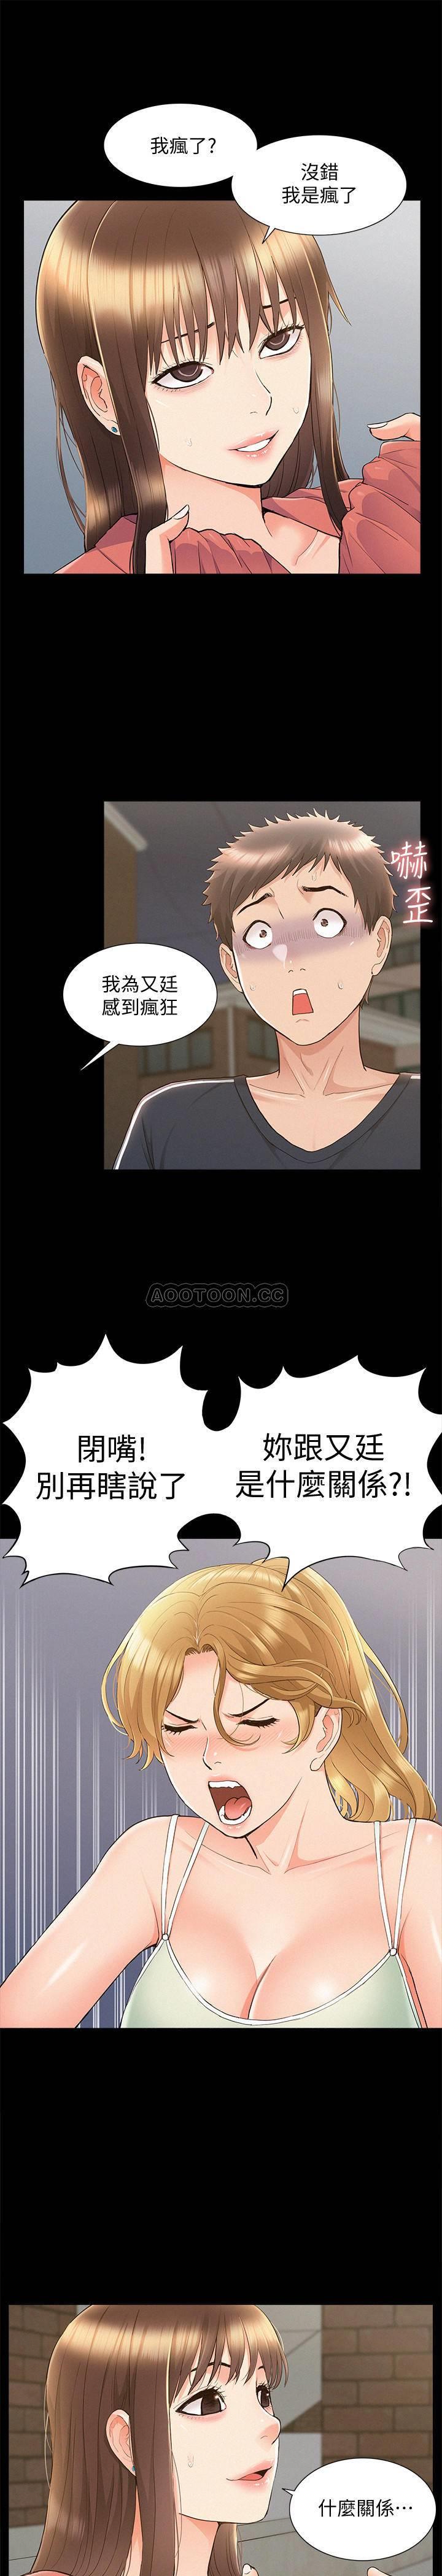 我瘋了?
沒錯
我是瘋了
嚇
歪
我為又廷
感到瘋狂
AOOTOON.CC
閉嘴!
別再瞎說了
妳跟又廷
是什麼關係?!
什麼關係…